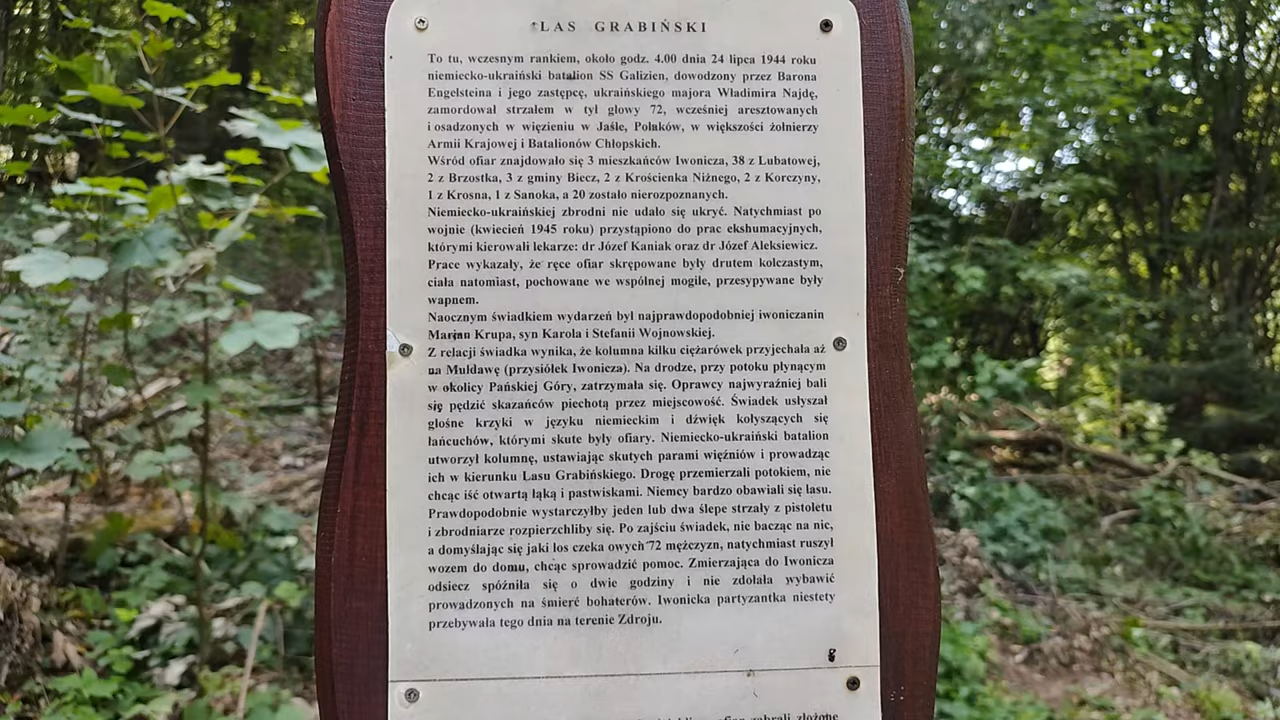 LAS GRABIŃSKI
To tu, wczesnym rankiem, około godz. 4.00 dnia 24 lipca 1944 roku
niemiecko-ukraiński batalion SS Galizien, dowodzony przez Barona
Engelsteina i jego zastępcę, ukraińskiego majora Władimira Najdę,
zamordował strzałem w tył głowy 72, wcześniej aresztowanych
i osadzonych w więzieniu w Jaśle, Polaków, w większości żołnierzy
Armii Krajowej i Batalionów Chłopskich.
Wśród ofiar znajdowało się 3 mieszkańców Iwonicza, 38 z Lubatowej,
2 z Brzostka, 3 z gminy Biecz, 2 z Krościenka Niżnego, 2 z Korczyny,
1 z Krosna, 1 z Sanoka, a 20 zostało nierozpoznanych.
Niemiecko-ukraińskiej zbrodni nie udało się ukryć. Natychmiast po
wojnie (kwiecień 1945 roku) przystąpiono do prac ekshumacyjnych,
którymi kierowali lekarze: dr Józef Kaniak oraz dr Józef Aleksiewicz.
Prace wykazały, że ręce ofiar skrępowane były drutem kolczastym,
ciała natomiast, pochowane we wspólnej mogile, przesypywane były
wapnem.
Naocznym świadkiem wydarzeń był najprawdopodobniej iwoniczanin
Marian Krupa, syn Karola i Stefanii Wojnowskiej.
Z relacji świadka wynika, że kolumna kilku ciężarówek przyjechała aż
na Mułdawę (przysiółek Iwonicza). Na drodze, przy potoku płynącym
w okolicy Pańskiej Góry, zatrzymała się. Oprawcy najwyraźniej bali
się pędzić skazańców piechotą przez miejscowość. Świadek usłyszał
głośne krzyki w języku niemieckim i dźwięk kołyszących się
łańcuchów, którymi skute były ofiary. Niemiecko-ukraiński batalion
utworzył kolumnę, ustawiając skutych parami więźniów i prowadząc
ich w kierunku Lasu Grabińskiego. Drogę przemierzali potokiem, nie
chcąc iść otwartą łąką i pastwiskami. Niemcy bardzo obawiali się lasu.
Prawdopodobnie wystarczyłby jeden lub dwa ślepe strzały z pistoletu
i zbrodniarze rozpierzchliby się. Po zajściu świadek, nie bacząc na nic,
a domyślając się jaki los czeka owych 72 mężczyzn, natychmiast ruszył
wozem do domu, chcąc sprowadzić pomoc. Zmierzająca do Iwonicza
odsiecz spóźniła się o dwie godziny i nie zdołała wybawić
prowadzonych na śmierć bohaterów. Iwonicka partyzantka niestety
przebywała tego dnia na terenie Zdroju.
ofiar zabrali złożone